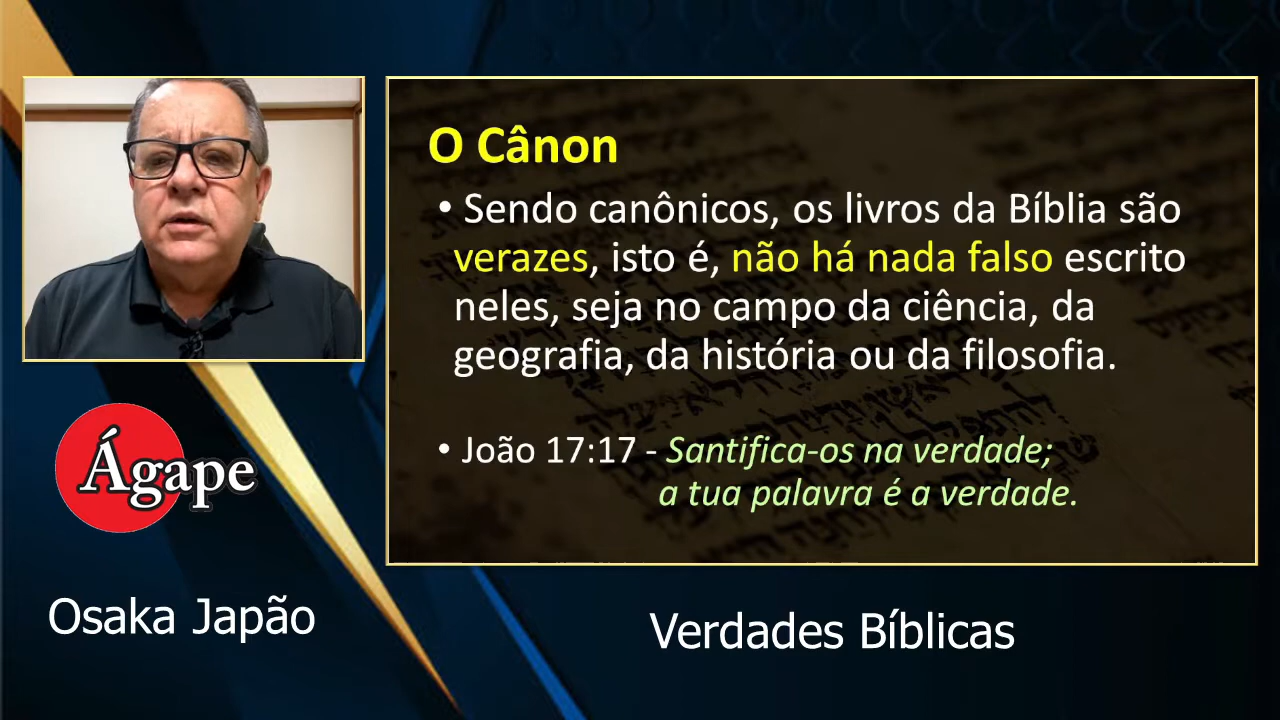 O Cânon
• Sendo canônicos, os livros da Bíblia são
verazes, isto é, não há nada falso escrito
neles, seja no campo da ciência, da
geografia, da história ou da filosofia.
• João 17:17 - Santifica-os na verdade;
a tua palavra é a verdade.
Ágape
Osaka Japão
Verdades Bíblicas